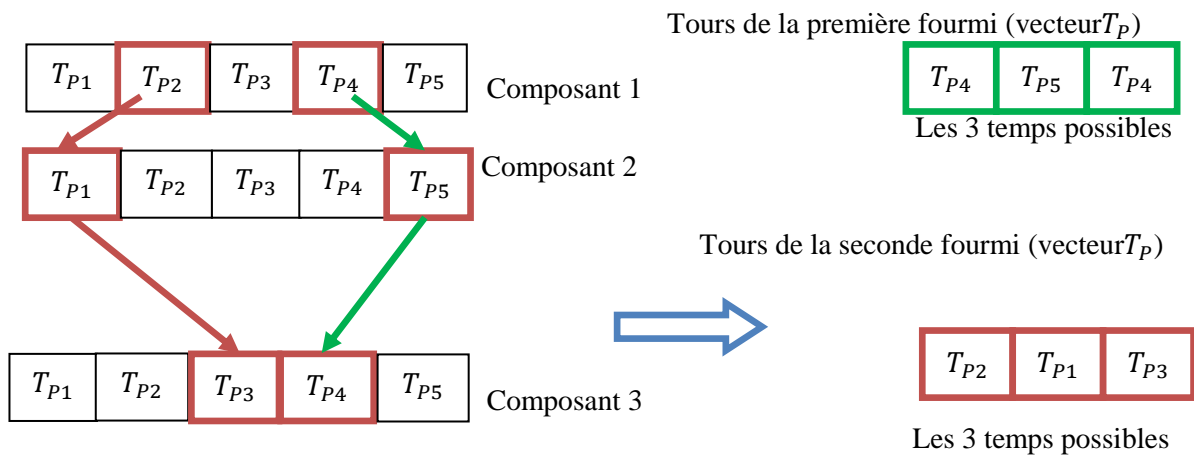 Tours de la première fourmi (vecteurT_P)
T_P1 T_P2 T_P3 T_P4 T_P5
Composant 1
T_P4 T_P5 T_P4
Les 3 temps possibles
T_P1 T_P2 T_P3 T_P4 T_P5
Composant 2
Tours de la seconde fourmi (vecteurT_P)
T_P1 T_P2 T_P3 T_P4 T_P5
Composant 3
T_P2 T_P1 T_P3
Les 3 temps possibles